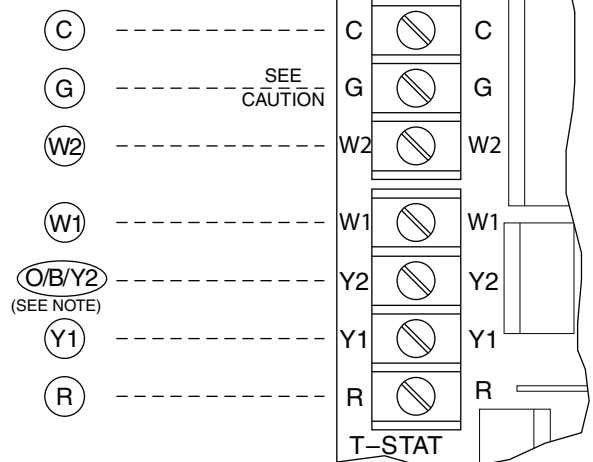 C C C
G SEE CAUTION G G
W2 W2 W2
W1 W1 W1
O/B/Y2 Y2 Y2
(SEE NOTE)
Y1 Y1 Y1
R R R
T-STAT